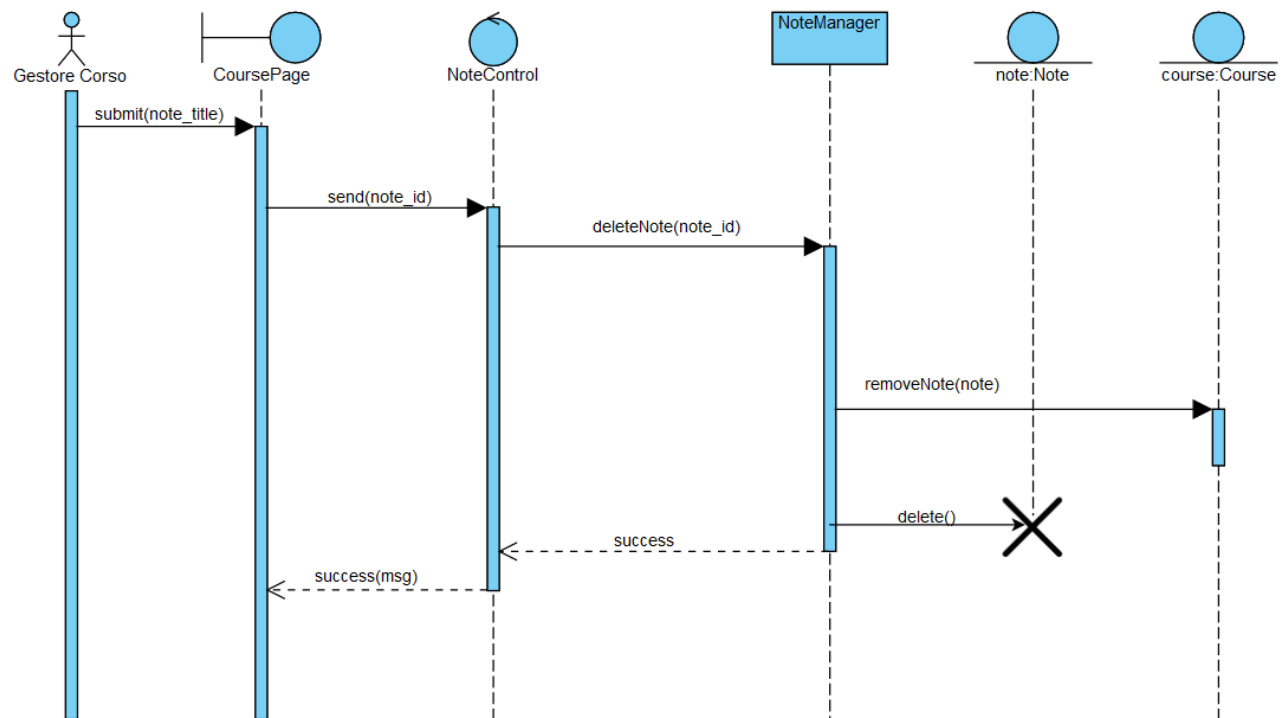 NoteManager
Gestore Corso
CoursePage
NoteControl
note:Note
course:Course
submit(note_title)
send(note_id)
deleteNote(note_id)
removeNote(note)
delete()
success
success(msg)